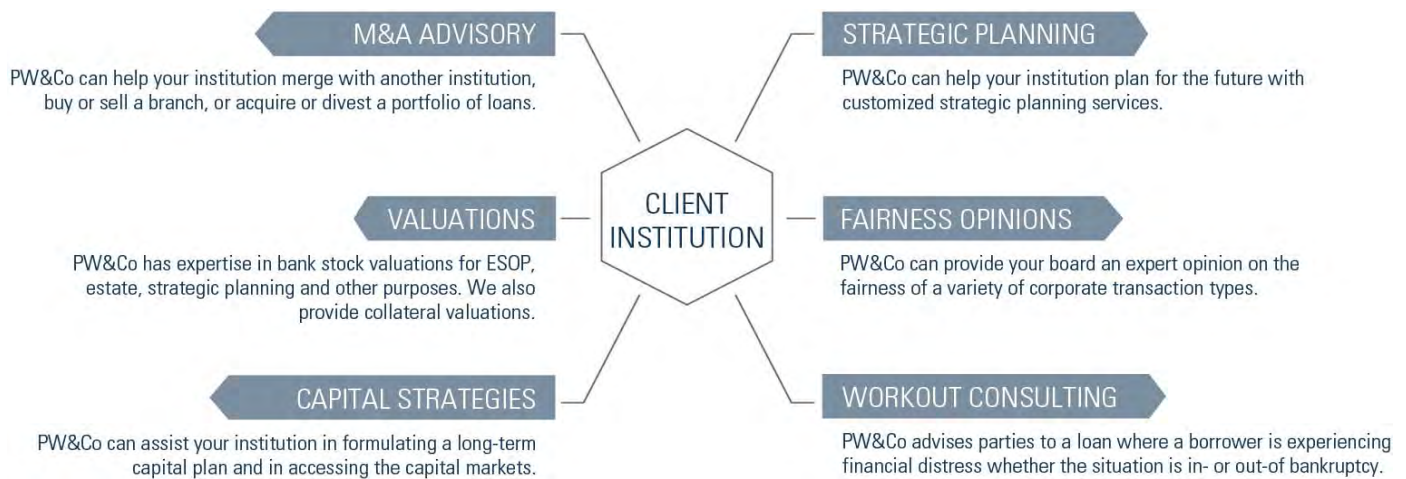 M&A ADVISORY
PW&Co can help your institution merge with another institution,
buy or sell a branch, or acquire or divest a portfolio of loans.
VALUATIONS
PW&Co has expertise in bank stock valuations for ESOP,
estate, strategic planning and other purposes. We also
provide collateral valuations.
CAPITAL STRATEGIES
PW&Co can assist your institution in formulating a long-term
capital plan and in accessing the capital markets.
CLIENT
INSTITUTION
STRATEGIC PLANNING
PW&Co can help your institution plan for the future with
customized strategic planning services.
FAIRNESS OPINIONS
PW&Co can provide your board an expert opinion on the
fairness of a variety of corporate transaction types.
WORKOUT CONSULTING
PW&Co advises parties to a loan where a borrower is experiencing
financial distress whether the situation is in- or out-of bankruptcy.